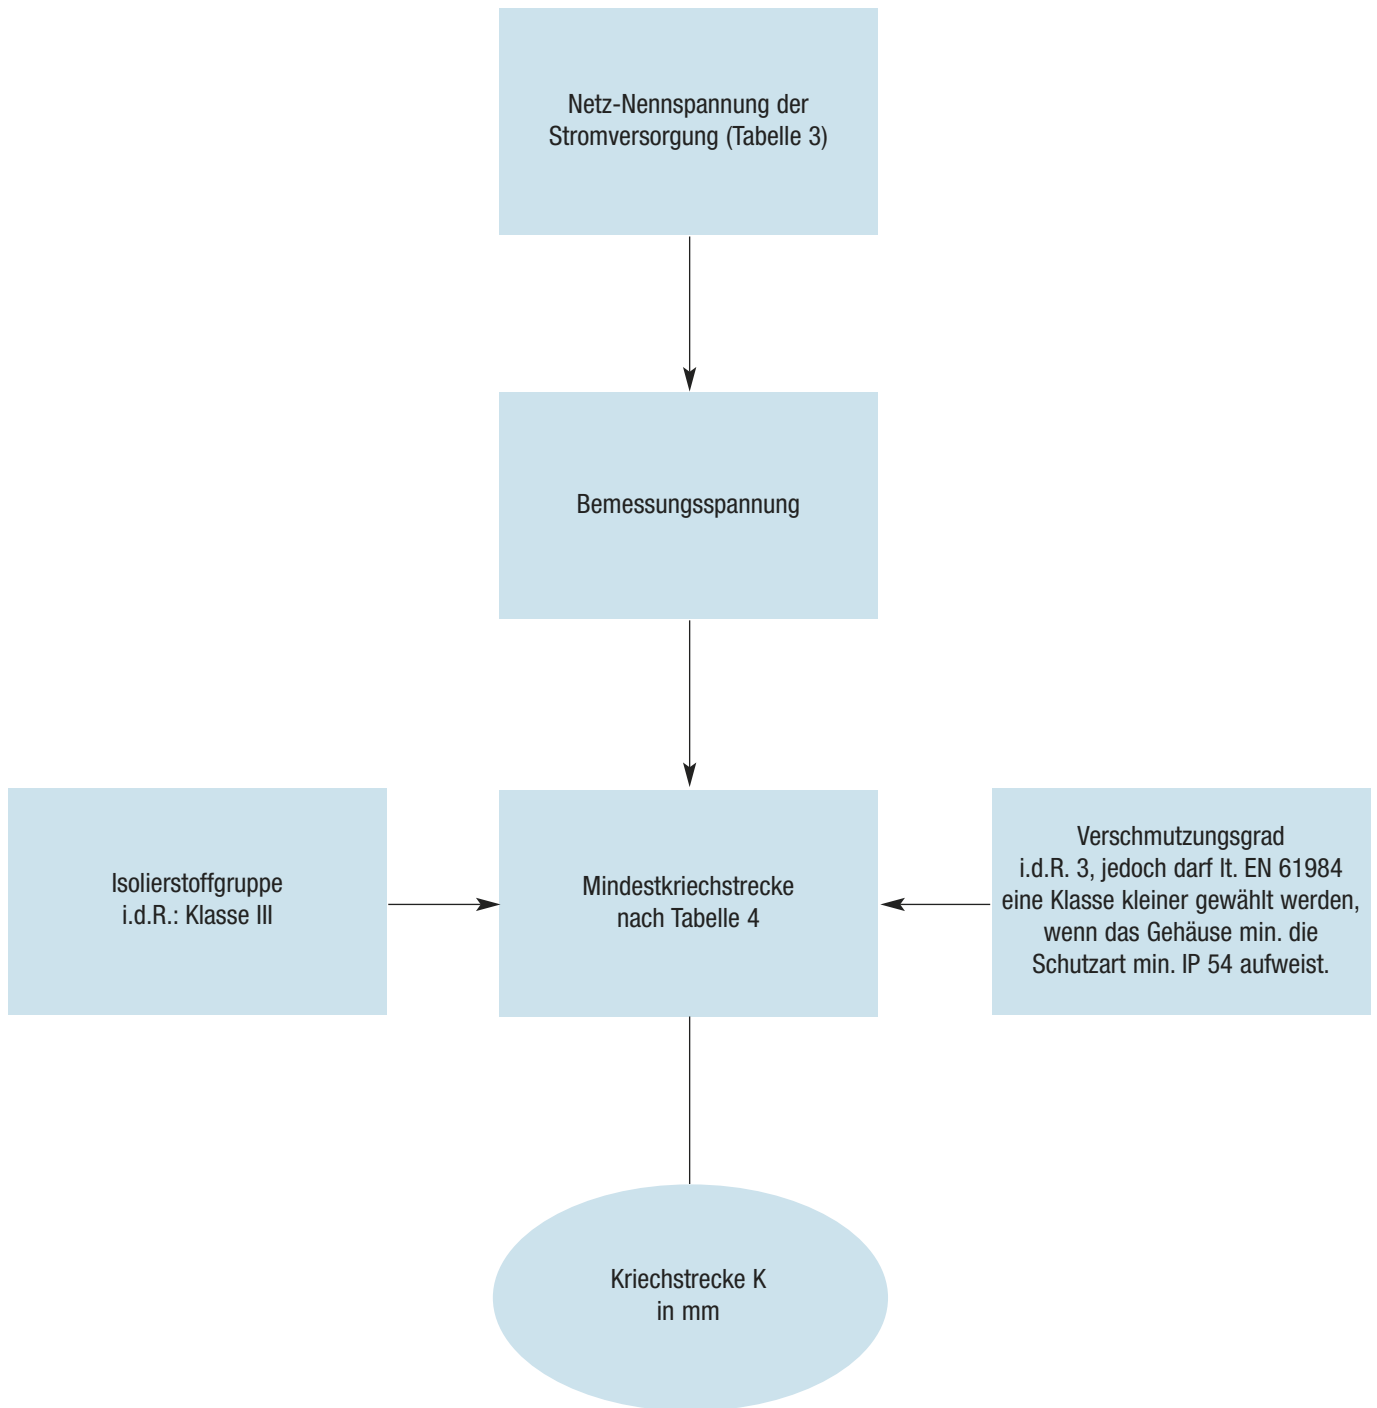 Netz-Nennspannung der
Stromversorgung (Tabelle 3)
Bemessungsspannung
Isolierstoffgruppe
i.d.R.: Klasse III
Mindestkriechstrecke
nach Tabelle 4
Verschmutzungsgrad
i.d.R. 3, jedoch darf lt. EN 61984
eine Klasse kleiner gewählt werden,
wenn das Gehäuse min. die
Schutzart min. IP 54 aufweist.
Kriechstrecke K
in mm